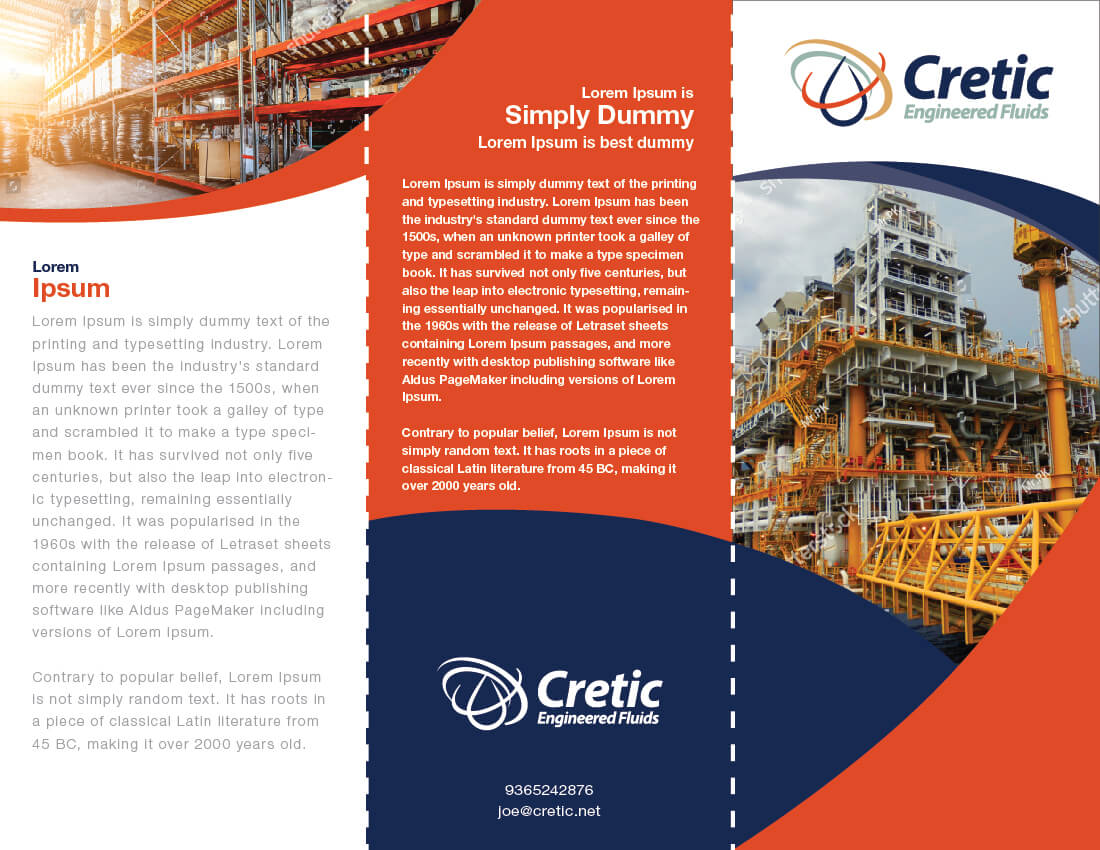 Lorem
Ipsum
Lorem Ipsum is simply dummy text of the
printing and typesetting industry. Lorem
Ipsum has been the industry's standard
dummy text ever since the 1500s, when
an unknown printer took a galley of type
and scrambled it to make a type speci-
men book. It has survived not only five
centuries, but also the leap into electron-
ic typesetting, remaining essentially
unchanged. It was popularised in the
1960s with the release of Letraset sheets
containing Lorem Ipsum passages, and
more recently with desktop publishing
software like Aldus PageMaker including
versions of Lorem Ipsum.
Contrary to popular belief, Lorem Ipsum
is not simply random text. It has roots in
a piece of classical Latin literature from
45 BC, making it over 2000 years old.
shutterstock
Lorem Ipsum is
Simply Dummy
Lorem Ipsum is best dummy
Lorem Ipsum is simply dummy text of the printing
and typesetting industry. Lorem Ipsum has been
the industry's standard dummy text ever since the
1500s, when an unknown printer took a galley of
type and scrambled it to make a type specimen
book. It has survived not only five centuries, but
also the leap into electronic typesetting, remain-
ing essentially unchanged. It was popularised in
the 1960s with the release of Letraset sheets
containing Lorem Ipsum passages, and more
recently with desktop publishing software like
Aldus PageMaker including versions of Lorem
Ipsum.
Contrary to popular belief, Lorem Ipsum is not
simply random text. It has roots in a piece of
classical Latin literature from 45 BC, making it
over 2000 years old.
Cretic
Engineered Fluids
9365242876
joe@cretic.net
Cretic
Engineered Fluids
Mr.PK
Mr.PK
Mr.PK
shutterstock